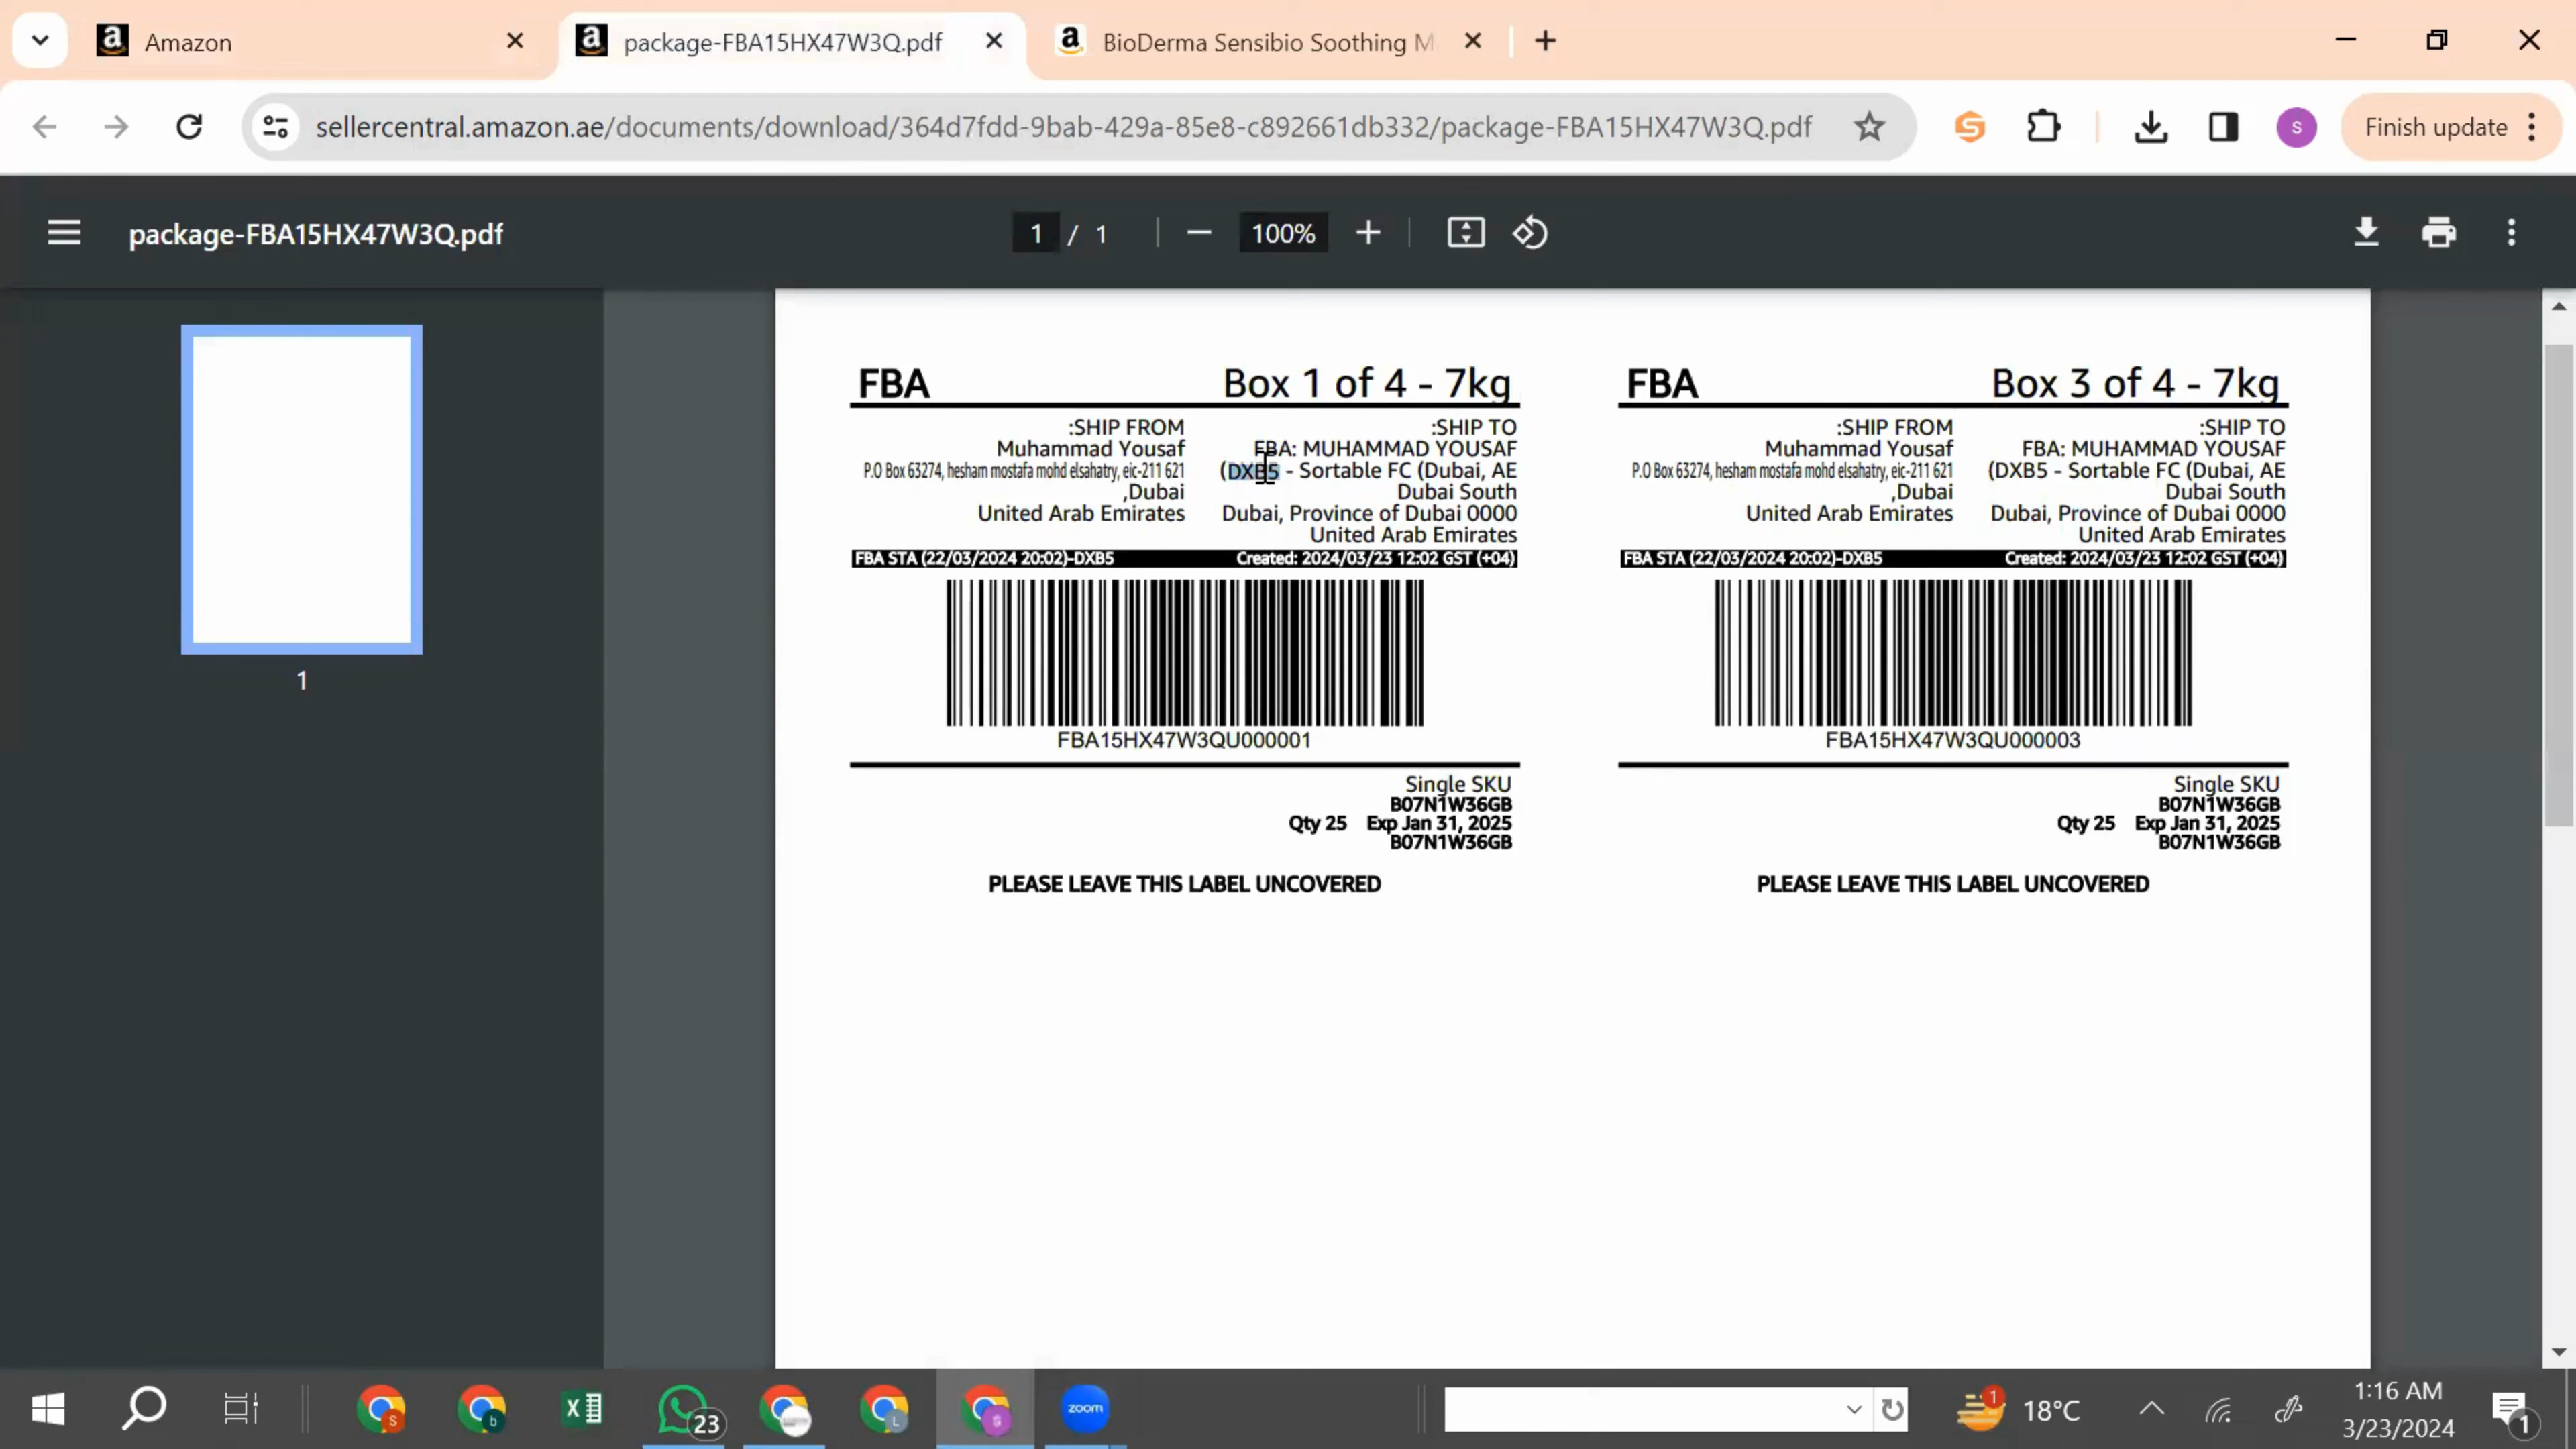 Amazon
package-FBA15HX47W3Q.pdf
BioDerma Sensibio Soothing M
sellercentral.amazon.ae/documents/download/364d7fdd-9bab-429a-85e8-c892661db332/package-FBA15HX47W3Q.pdf
S
Finish update
package-FBA15HX47W3Q.pdf
1 / 1
100%
1
FBA
Box 1 of 4 - 7kg
:SHIP FROM
Muhammad Yousaf
P.O Box 63274, hesham mostafa mohd elsahatry, eic-211 621
,Dubai
United Arab Emirates
:SHIP TO
FBA: MUHAMMAD YOUSAF
(DXB5 - Sortable FC (Dubai, AE
Dubai South
Dubai, Province of Dubai 0000
United Arab Emirates
FBA STA (22/03/2024 20:02)-DXB5
Created: 2024/03/23 12:02 GST (+04)
FBA15HX47W3QU000001
Single SKU
B07N1W36GB
Qty 25 Exp Jan 31, 2025
B07N1W36GB
PLEASE LEAVE THIS LABEL UNCOVERED
FBA
Box 3 of 4 - 7kg
:SHIP FROM
Muhammad Yousaf
P.O Box 63274, hesham mostafa mohd elsahatry, eic-211 621
,Dubai
United Arab Emirates
:SHIP TO
FBA: MUHAMMAD YOUSAF
(DXB5 - Sortable FC (Dubai, AE
Dubai South
Dubai, Province of Dubai 0000
United Arab Emirates
FBA STA (22/03/2024 20:02)-DXB5
Created: 2024/03/23 12:02 GST (+04)
FBA15HX47W3QU000003
Single SKU
B07N1W36GB
Qty 25 Exp Jan 31, 2025
B07N1W36GB
PLEASE LEAVE THIS LABEL UNCOVERED
S
b
23
L
zoom
1
18°C
1:16 AM
3/23/2024
1